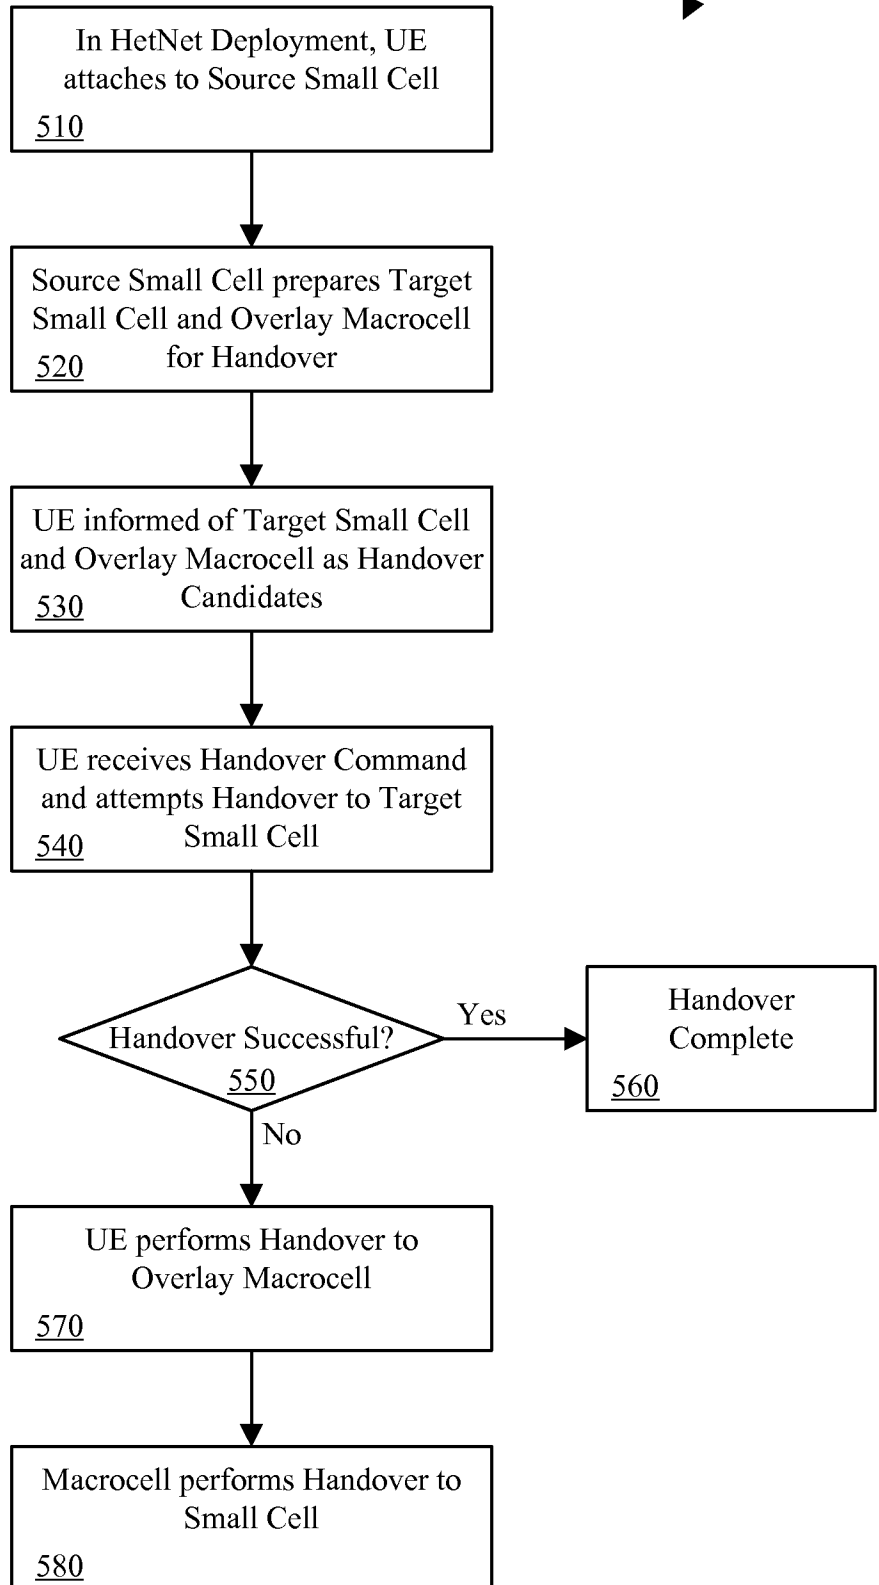 In HetNet Deployment, UE
attaches to Source Small Cell
510
Source Small Cell prepares Target
Small Cell and Overlay Macrocell
for Handover
520
UE informed of Target Small Cell
and Overlay Macrocell as Handover
Candidates
530
UE receives Handover Command
and attempts Handover to Target
Small Cell
540
Handover Successful?
550
Yes
Handover
Complete
560
No
UE performs Handover to
Overlay Macrocell
570
Macrocell performs Handover to
Small Cell
580